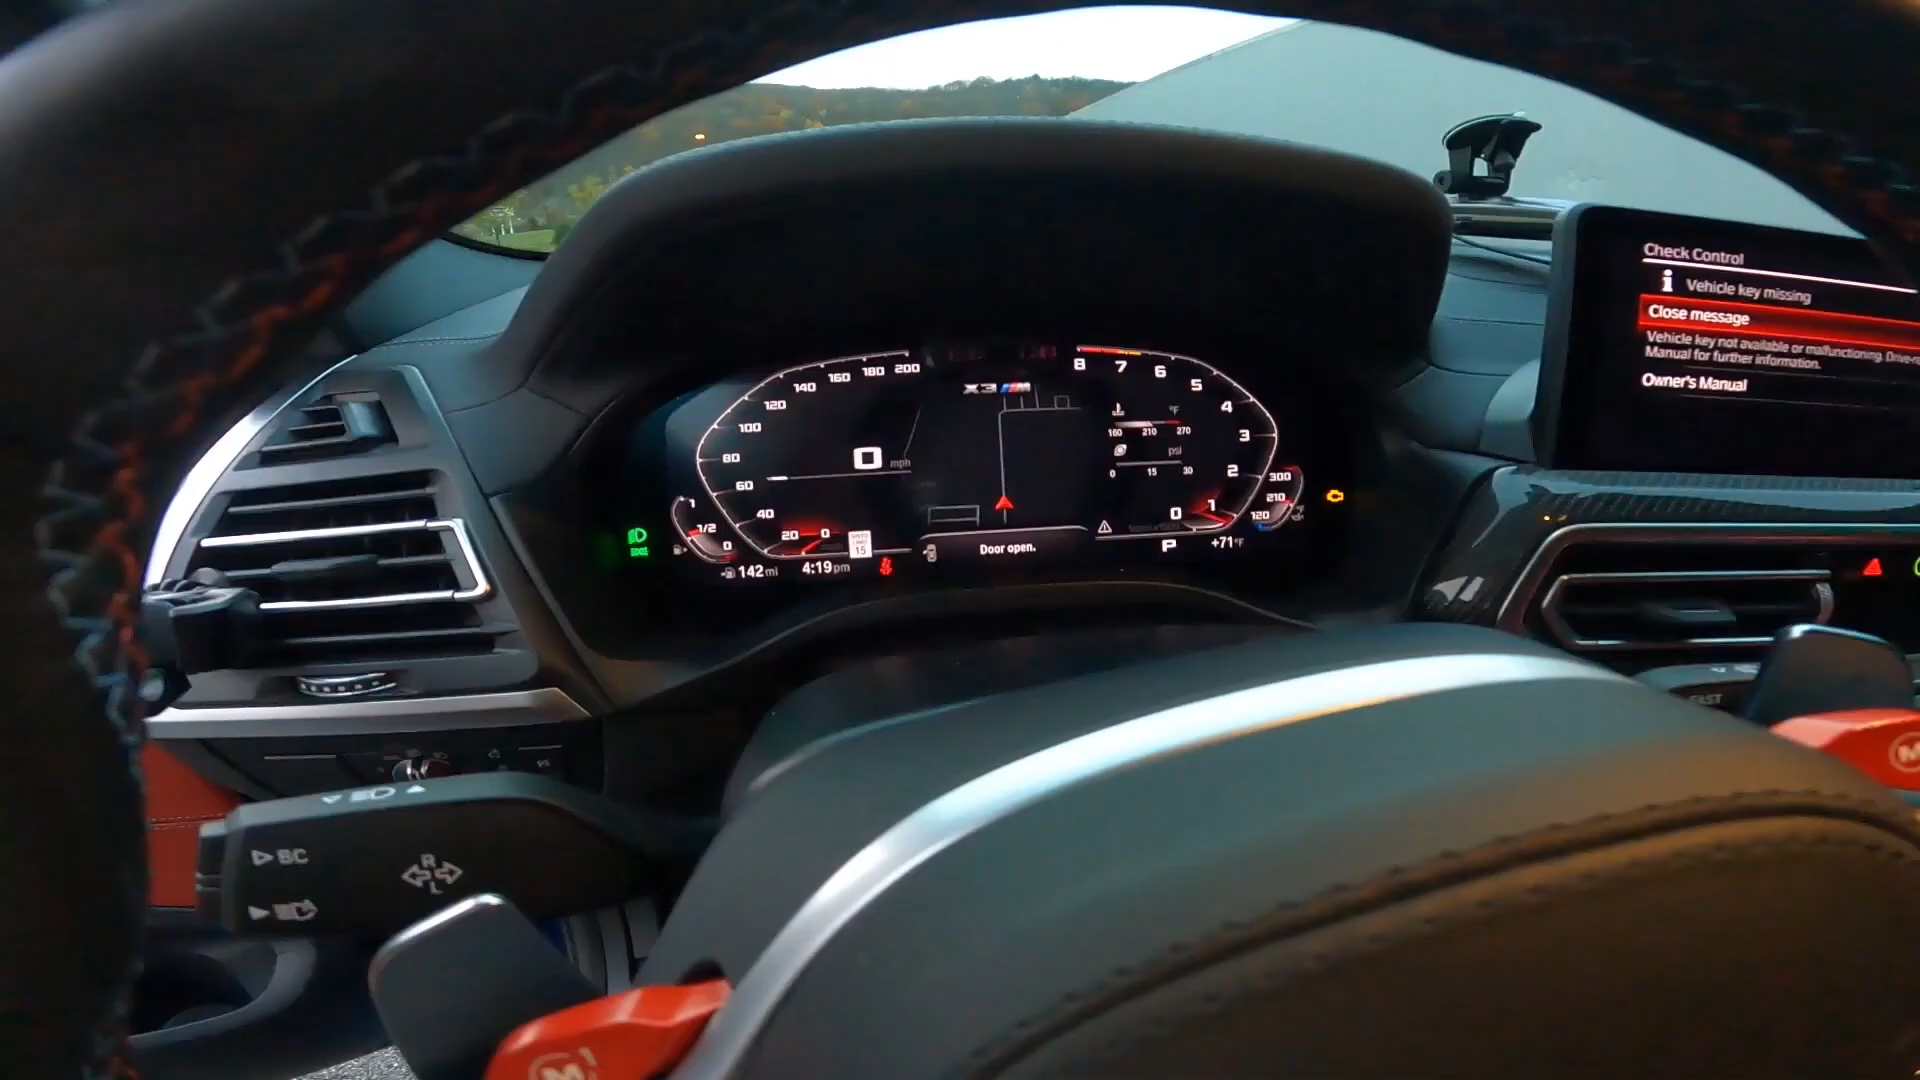 Check Control
Vehicle key missing
Close message
Vehicle key not available or malfunctioning.
Manual for further information.
Owner's Manual
X3 M
200
180
160
140
120
100
80
60
40
20
0
0 mph
8
7
6
5
4
3
2
1
0
°F
160 210 270
psi
0 15 30
300
210
120
1
1/2
0
15
Door open.
142 mi
4:19 pm
P
+71°F
BC
R
L
M
M